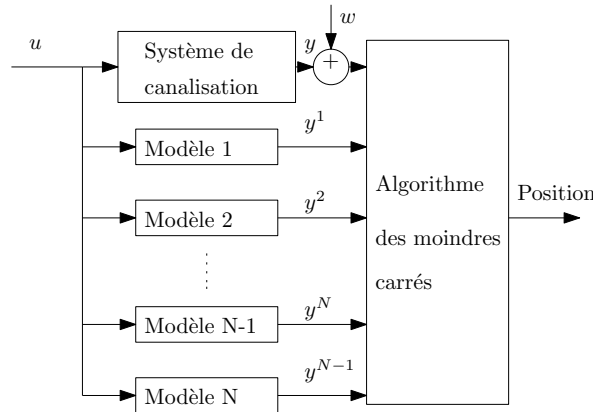 w
u
Système de
canalisation
y
+
Modèle 1
y^1
Algorithme
des moindres
carrés
Position
Modèle 2
y^2
Modèle N-1
y^N
Modèle N
y^{N-1}